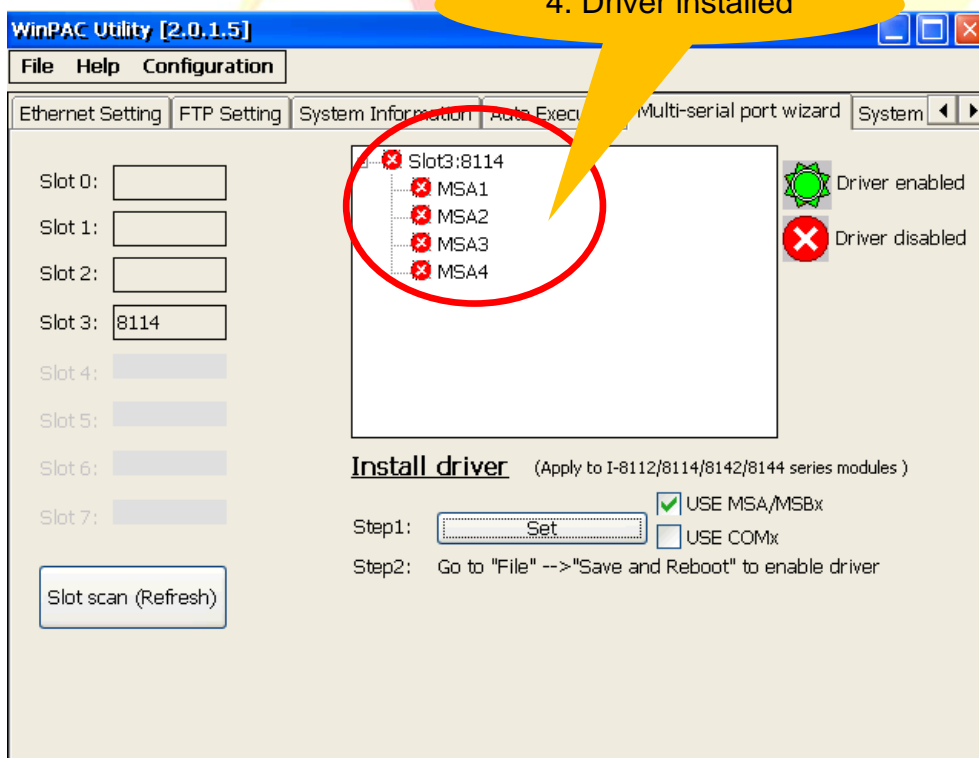 4. Driver installed
WinPAC Utility [2.0.1.5]
File Help Configuration
Ethernet Setting FTP Setting System Information Auto Multi-serial port wizard System
Slot 0:
Slot 1:
Slot 2:
Slot 3: 8114
Slot 4:
Slot 5:
Slot 6:
Slot 7:
Slot scan (Refresh)
Slot3:8114
MSA1
MSA2
MSA3
MSA4
Driver enabled
Driver disabled
Install driver (Apply to I-8112/8114/8142/8144 series modules )
Step1: Set
USE MSA/MSBx
USE COMx
Step2: Go to "File" -->"Save and Reboot" to enable driver